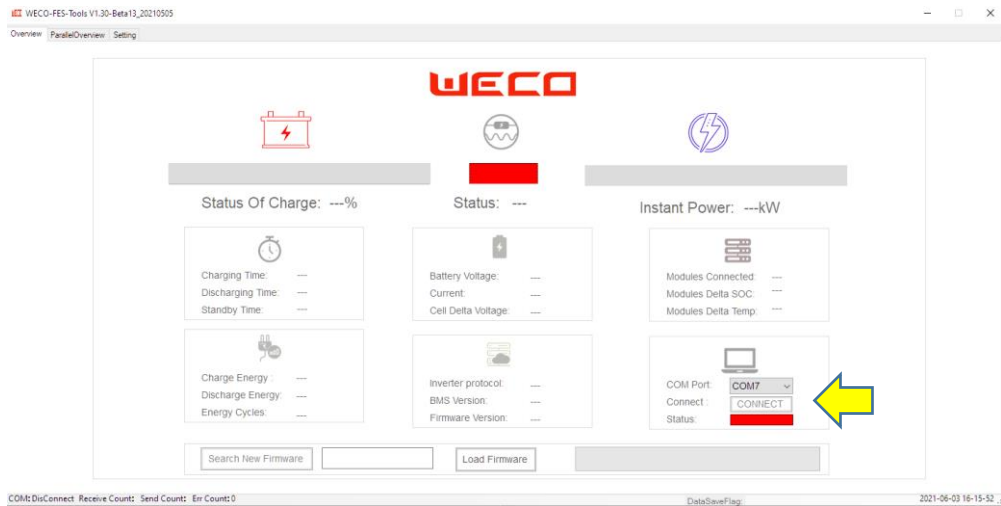 WECO-FES-Tools V1.30-Beta13_20210505
Overview ParallelOverview Setting
WECO
Status Of Charge: ---%
Status: ---
Instant Power: ---kW
Charging Time: ---
Discharging Time: ---
Standby Time: ---
Battery Voltage: ---
Current: ---
Cell Delta Voltage: ---
Modules Connected: ---
Modules Delta SOC: ---
Modules Delta Temp: ---
Charge Energy : ---
Discharge Energy: ---
Energy Cycles: ---
Inverter protocol: ---
BMS Version: ---
Firmware Version: ---
COM Port: COM7
Connect : CONNECT
Status:
Search New Firmware Load Firmware
COM: DisConnect Receive Count: Send Count: Err Count: 0 DataSaveFlag: 2021-06-03 16-15-52